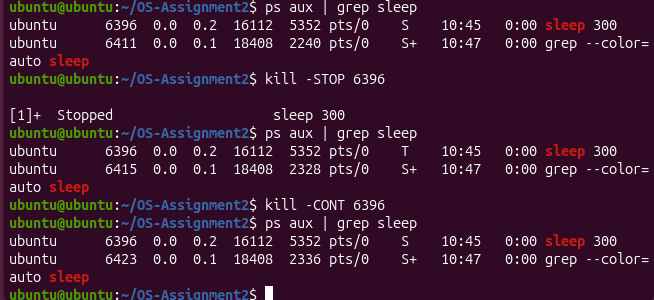 ubuntu@ubuntu:~/OS-Assignment2$ ps aux | grep sleep
ubuntu      6396  0.0  0.2  16112  5352 pts/0    S    10:45   0:00 sleep 300
ubuntu      6411  0.0  0.1  18408  2240 pts/0    S+   10:47   0:00 grep --color=
auto sleep
ubuntu@ubuntu:~/OS-Assignment2$ kill -STOP 6396

[1]+  Stopped                 sleep 300
ubuntu@ubuntu:~/OS-Assignment2$ ps aux | grep sleep
ubuntu      6396  0.0  0.2  16112  5352 pts/0    T    10:45   0:00 sleep 300
ubuntu      6415  0.0  0.1  18408  2328 pts/0    S+   10:47   0:00 grep --color=
auto sleep
ubuntu@ubuntu:~/OS-Assignment2$ kill -CONT 6396
ubuntu@ubuntu:~/OS-Assignment2$ ps aux | grep sleep
ubuntu      6396  0.0  0.2  16112  5352 pts/0    S    10:45   0:00 sleep 300
ubuntu      6423  0.0  0.1  18408  2336 pts/0    S+   10:47   0:00 grep --color=
auto sleep
ubuntu@ubuntu:~/OS-Assignment2$